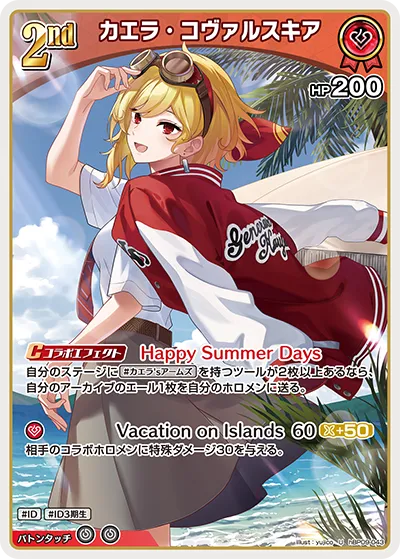 2nd
カエラ・コヴァルスキア
HP200
コラボエフェクト Happy Summer Days
自分のステージに #カエラ'sアームズ を持つツールが2枚以上あるなら、
自分のアーカイブのエール1枚を自分のホロメンに送る。
Vacation on Islands 60 +50
相手のコラボホロメンに特殊ダメージ30を与える。
#ID #ID3期生
バトンタッチ
illust : yujico_U hBP09-043